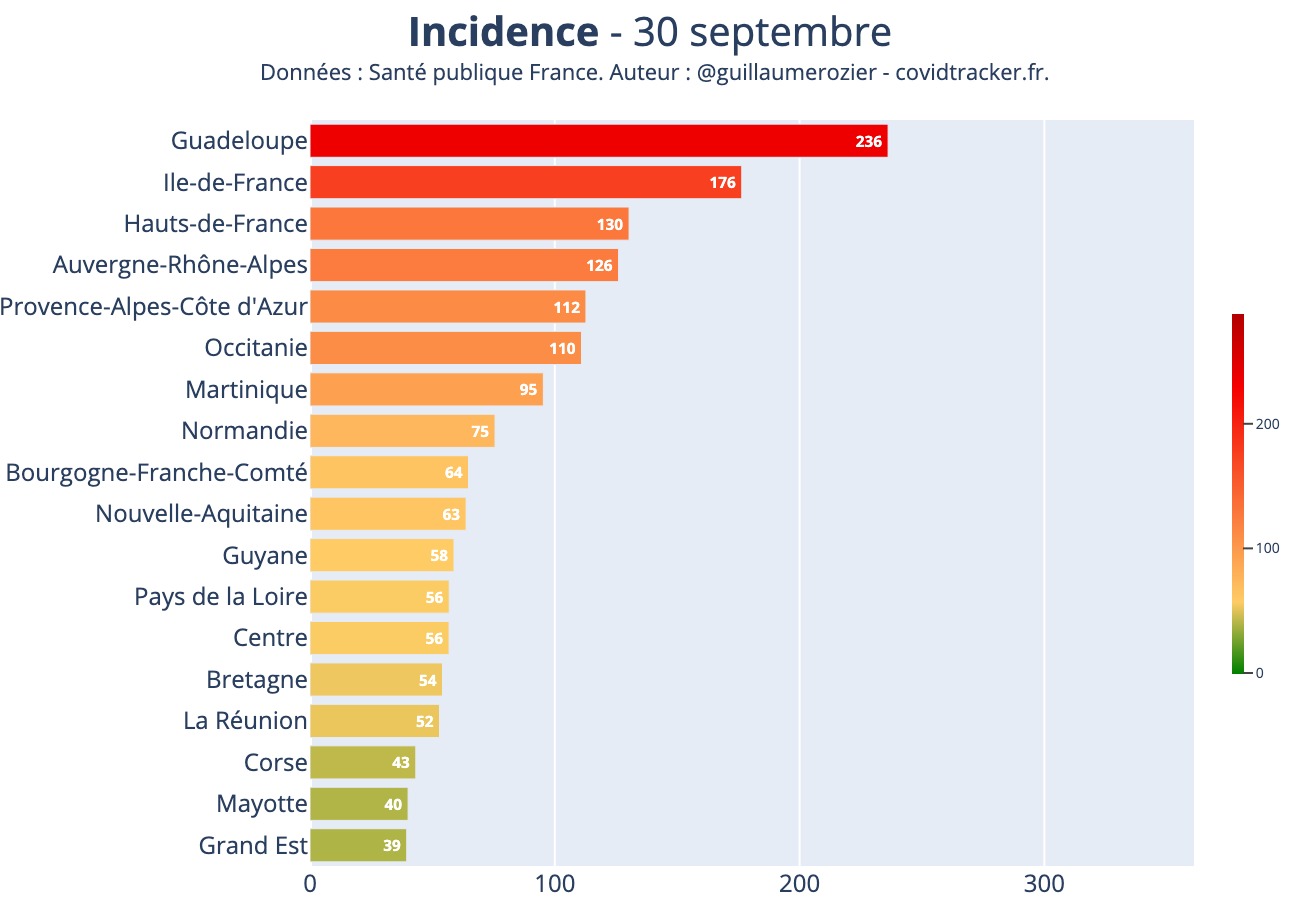 Incidence - 30 septembre
Données : Santé publique France. Auteur : @guillaumerozier - covidtracker.fr.
Guadeloupe 236
Ile-de-France 176
Hauts-de-France 130
Auvergne-Rhône-Alpes 126
Provence-Alpes-Côte d'Azur 112
Occitanie 110
Martinique 95
Normandie 75
Bourgogne-Franche-Comté 64
Nouvelle-Aquitaine 63
Guyane 58
Pays de la Loire 56
Centre 56
Bretagne 54
La Réunion 52
Corse 43
Mayotte 40
Grand Est 39
0 100 200 300
200
100
0